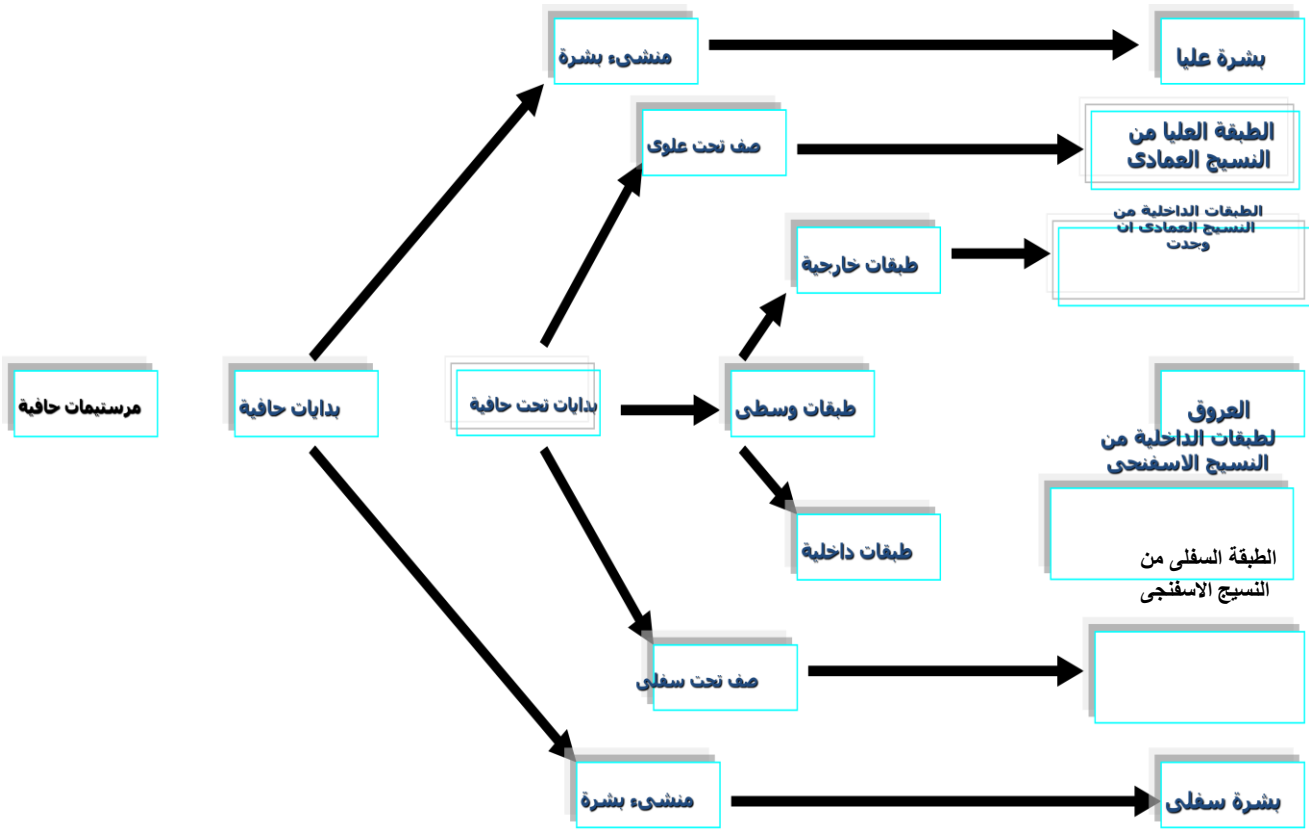 منشىء بشرة
بشرة عليا
صف تحت علوى
الطبقة العليا من
النسيج العمادى
طبقات خارجية
الطبقات الداخلية من
النسيج العمادى ان
وجدت
مرستيمات حافية
بدايات حافية
بدايات تحت حافية
طبقات وسطى
العروق
لطبقات الداخلية من
النسيج الاسفنجى
طبقات داخلية
الطبقة السفلى من
النسيج الاسفنجى
صف تحت سفلى
منشىء بشرة
بشرة سفلى